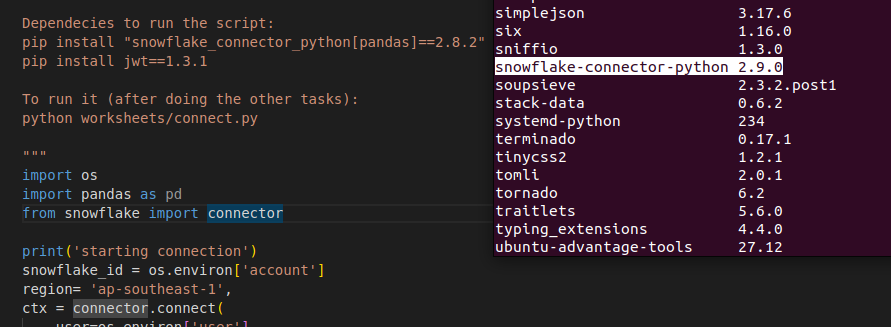 Dependecies to run the script:
pip install "snowflake_connector_python[pandas]==2.8.2"
pip install jwt==1.3.1
To run it (after doing the other tasks):
python worksheets/connect.py
"""
import os
import pandas as pd
from snowflake import connector
print('starting connection')
snowflake_id = os.environ['account']
region= 'ap-southeast-1',
ctx = connector.connect(
user=os.environ['user']
simplejson 3.17.6
six 1.16.0
sniffio 1.3.0
snowflake-connector-python 2.9.0
soupsieve 2.3.2.post1
stack-data 0.6.2
systemd-python 234
terminado 0.17.1
tinycss2 1.2.1
tomli 2.0.1
tornado 6.2
traitlets 5.6.0
typing_extensions 4.4.0
ubuntu-advantage-tools 27.12